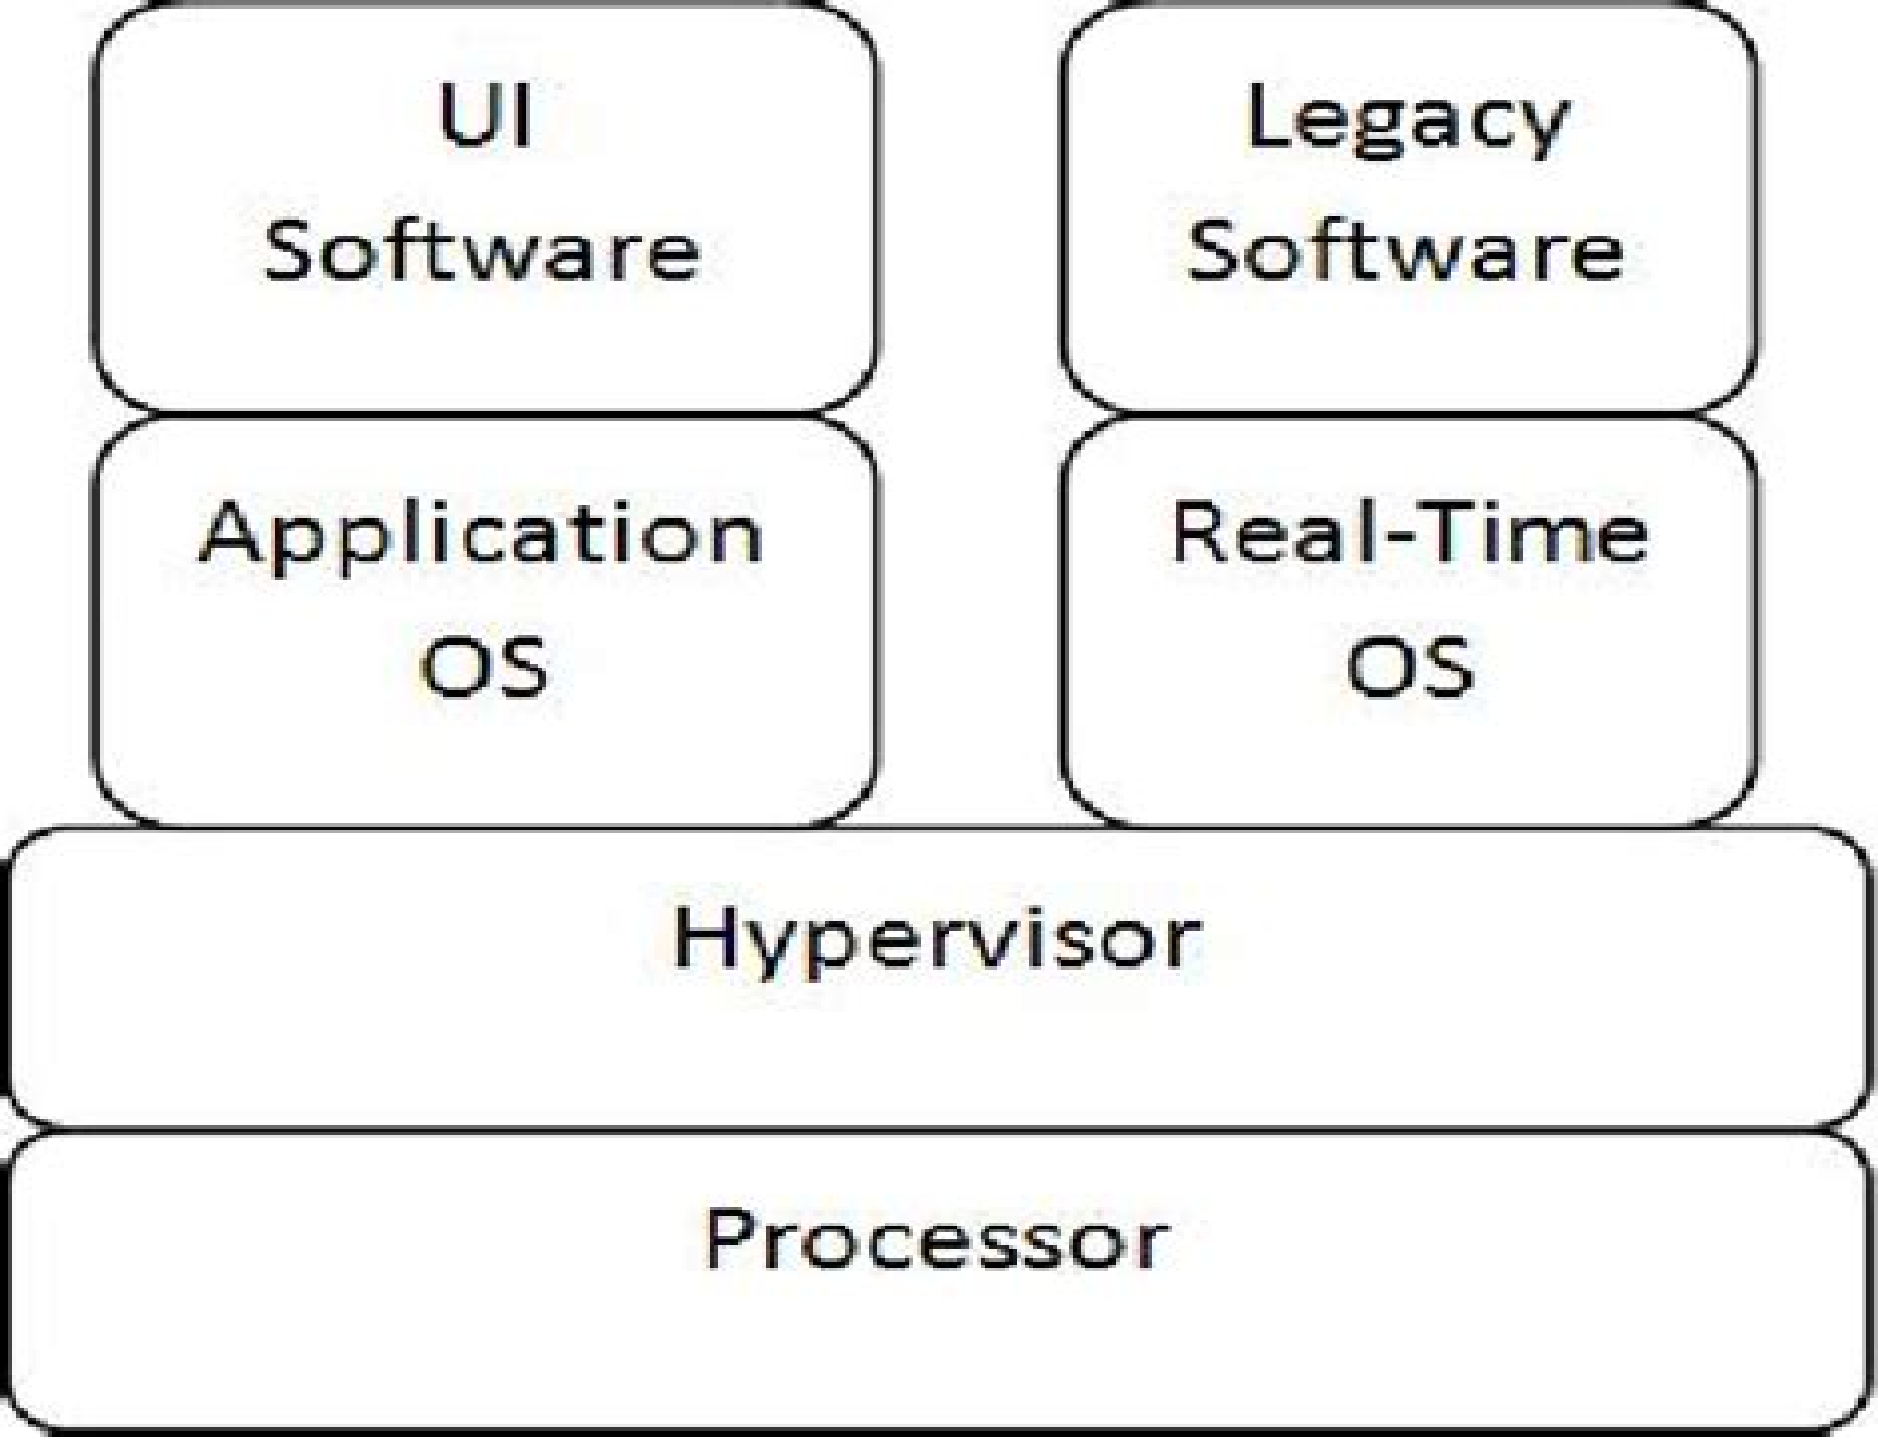 UI
Software
Legacy
Software
Application
OS
Real-Time
OS
Hypervisor
Processor